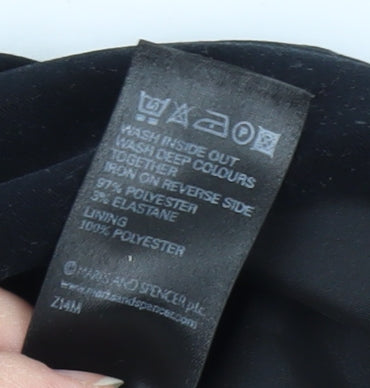 WASH INSIDE OUT
WASH DEEP COLOURS
TOGETHER
IRON ON REVERSE SIDE
97% POLYESTER
3% ELASTANE
LINING
100% POLYESTER
© MARKS AND SPENCER plc.
www.marksandspencer.com
Z14M